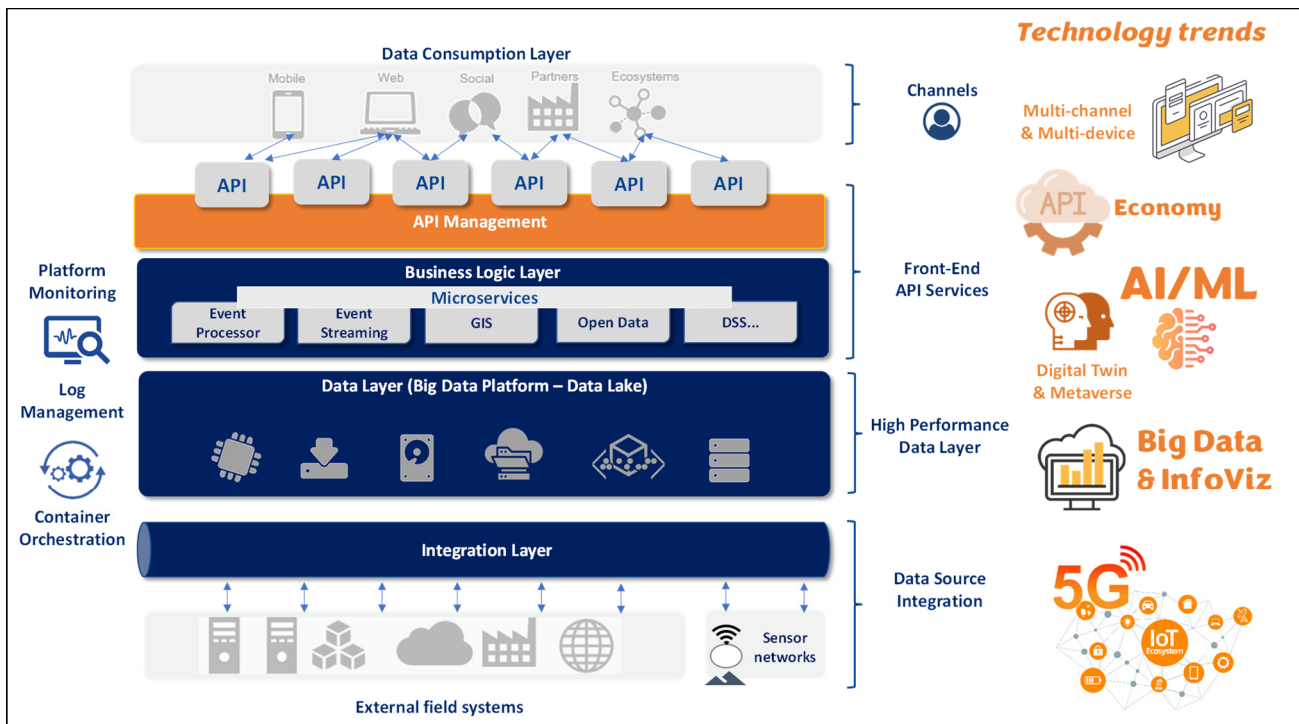 Technology trends
Data Consumption Layer
Mobile
Web
Social
Partners
Ecosystems
Channels
Multi-channel
& Multi-device
API
API
API
API
API
API
API Management
API
Economy
Platform
Monitoring
Business Logic Layer
Microservices
Event
Processor
Event
Streaming
GIS
Open Data
DSS...
Front-End
API Services
AI/ML
Digital Twin
& Metaverse
Log
Management
Data Layer (Big Data Platform – Data Lake)
High Performance
Data Layer
Big Data
& InfoViz
Container
Orchestration
Integration Layer
Data Source
Integration
5G
IoT
Ecosystem
Sensor
networks
External field systems